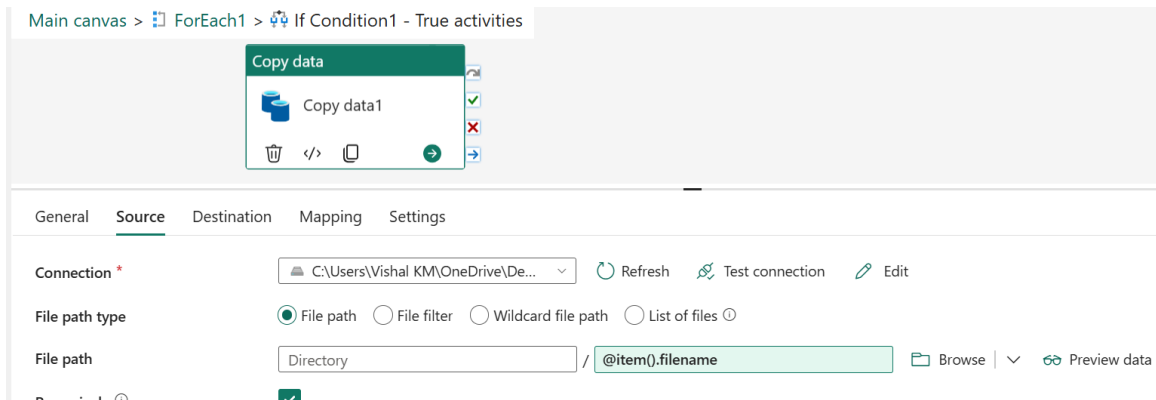 Main canvas > ForEach1 > If Condition1 - True activities
Copy data
Copy data1
General Source Destination Mapping Settings
Connection * C:\Users\Vishal KM\OneDrive\De... Refresh Test connection Edit
File path type File path File filter Wildcard file path List of files
File path Directory / @item().filename Browse Preview data